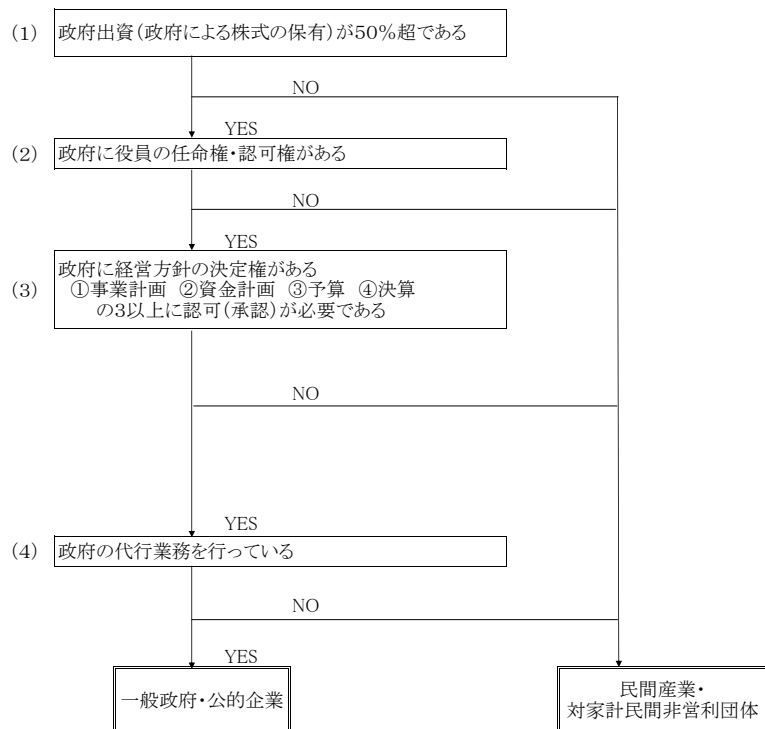 (1) 政府出資(政府による株式の保有)が50%超である
NO
YES
(2) 政府に役員の任命権・認可権がある
NO
YES
(3) 政府に経営方針の決定権がある
①事業計画 ②資金計画 ③予算 ④決算
の3以上に認可(承認)が必要である
NO
YES
(4) 政府の代行業務を行っている
NO
YES
一般政府・公的企業
民間産業・
対家計民間非営利団体